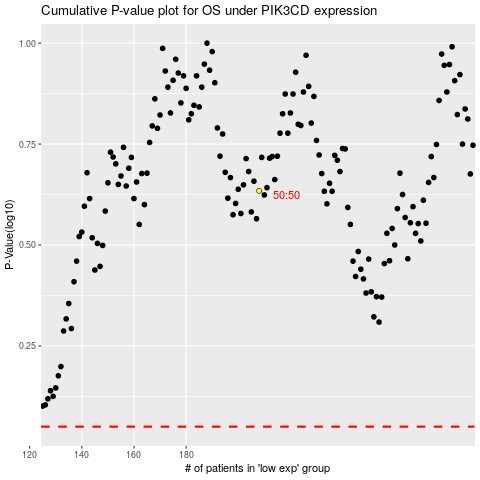 Cumulative P-value plot for OS under PIK3CD expression
P-Value(log10)
1.00
0.75
0.50
0.25
50:50
120 140 160 180
# of patients in 'low exp' group